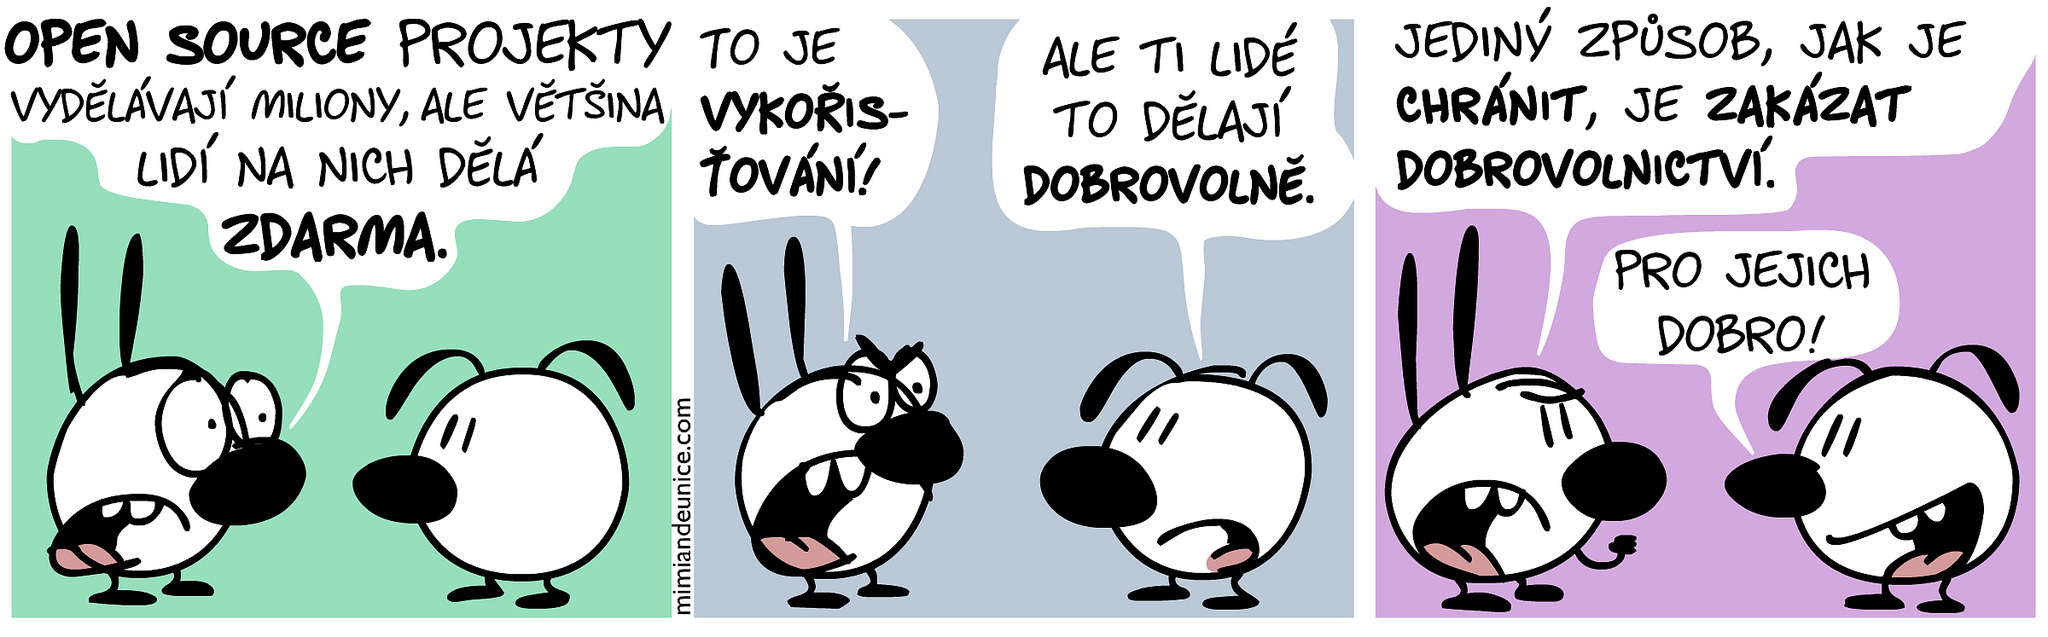 OPEN SOURCE PROJEKTY
VYDĚLÁVAJÍ MILIONY, ALE VĚTŠINA
LIDÍ NA NICH DĚLÁ
ZDARMA.
TO JE
VYKOŘIS-
ŤOVÁNÍ!
ALE TI LIDÉ
TO DĚLAJÍ
DOBROVOLNĚ.
mimiandeunice.com
JEDINÝ ZPŮSOB, JAK JE
CHRÁNIT, JE ZAKÁZAT
DOBROVOLNICTVÍ.
PRO JEJICH
DOBRO!